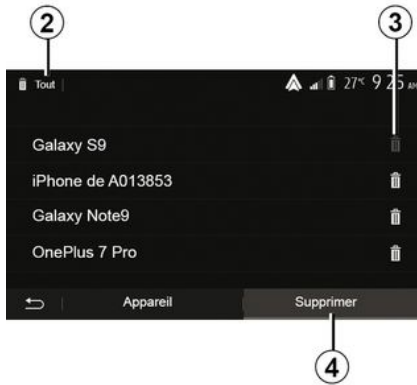 2 3
Tout 27°C 9 25 AM
Galaxy S9
iPhone de A013853
Galaxy Note9
OnePlus 7 Pro
Appareil Supprimer
4